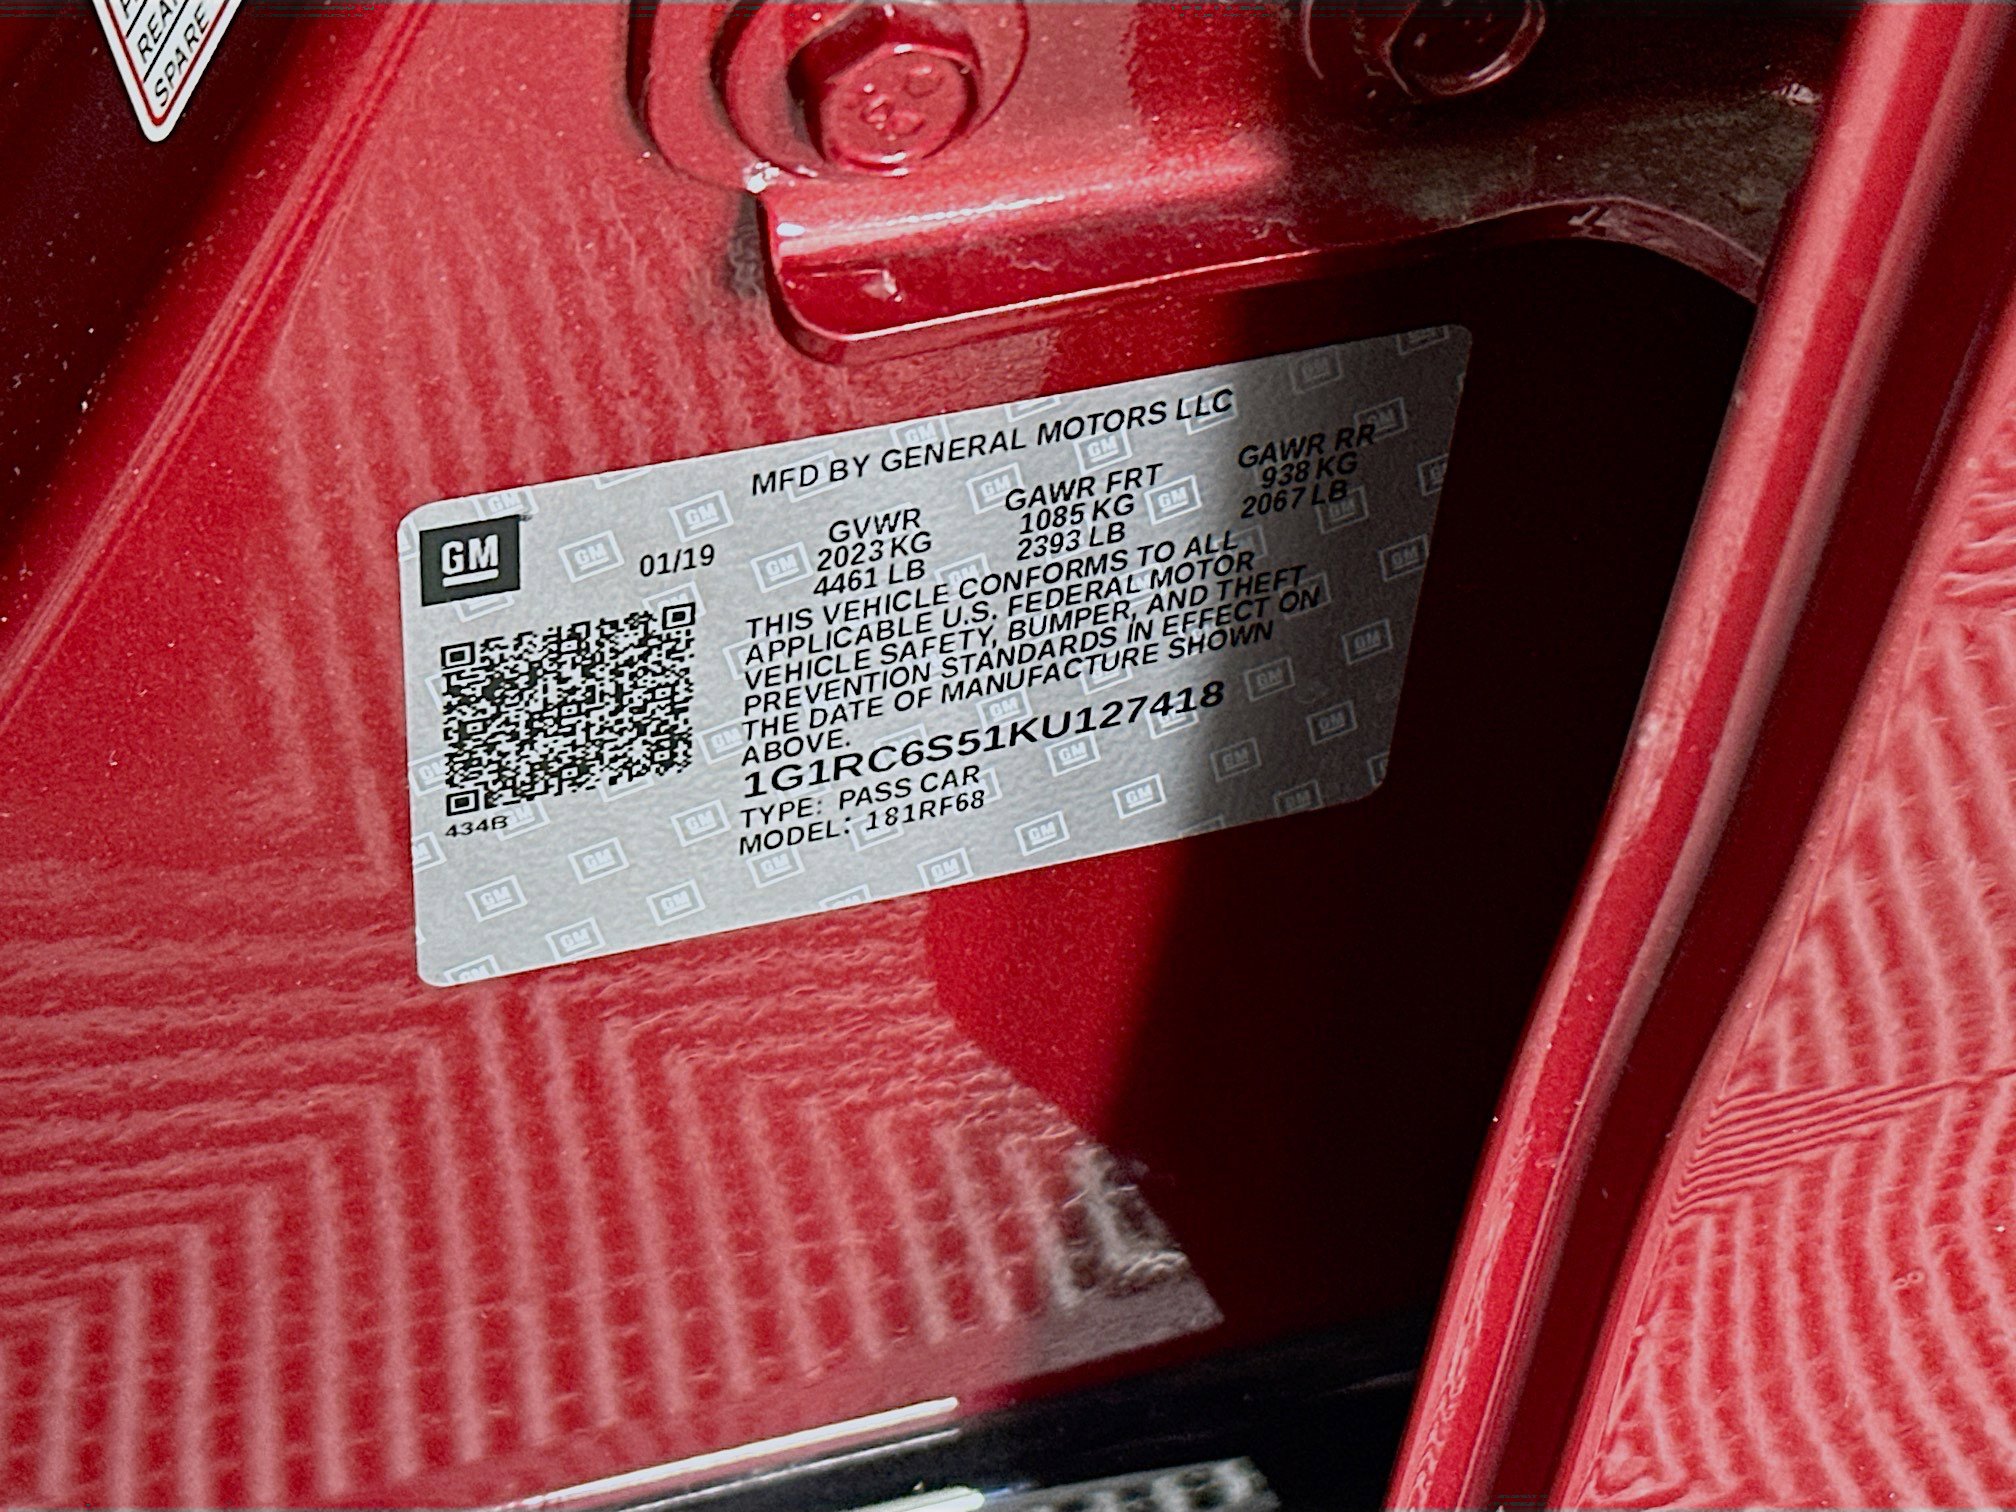 REA
SPARE
MFD BY GENERAL MOTORS LLC
GM
01/19
GVWR GAWR FRT GAWR RR
2023 KG 1085 KG 938 KG
4461 LB 2393 LB 2067 LB
THIS VEHICLE CONFORMS TO ALL
APPLICABLE U.S. FEDERAL MOTOR
VEHICLE SAFETY, BUMPER, AND THEFT
PREVENTION STANDARDS IN EFFECT ON
THE DATE OF MANUFACTURE SHOWN
ABOVE.
1G1RC6S51KU127418
TYPE: PASS CAR
MODEL: 181RF68
434B